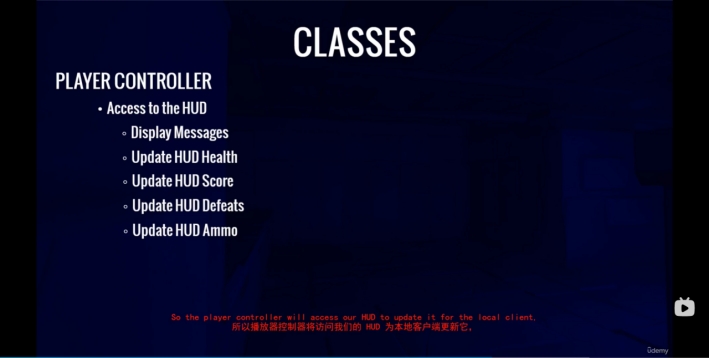 CLASSES
PLAYER CONTROLLER
• Access to the HUD
◦ Display Messages
◦ Update HUD Health
◦ Update HUD Score
◦ Update HUD Defeats
◦ Update HUD Ammo
So the player controller will access our HUD to update it for the local client.
所以播放器控制器将访问我们的 HUD 为本地客户端更新它,
ûdemy